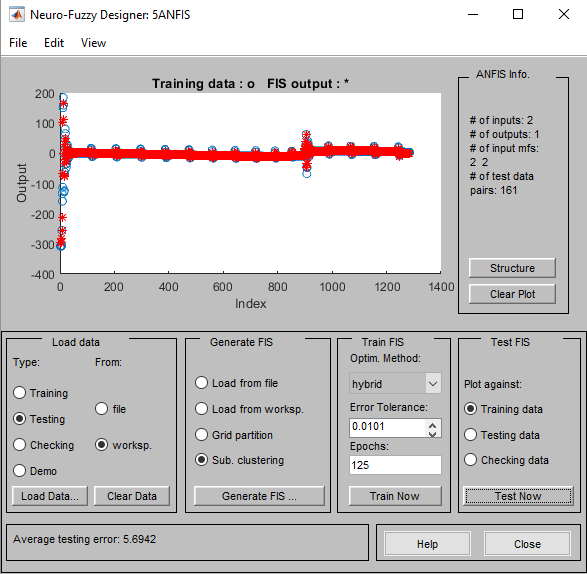 Neuro-Fuzzy Designer: 5ANFIS
File Edit View
Training data : o FIS output : *
200
100
0
-100
-200
-300
-400
Output
0 200 400 600 800 1000 1200 1400
Index
ANFIS Info.
# of inputs: 2
# of outputs: 1
# of input mfs:
2 2
# of test data
pairs: 161
Structure
Clear Plot
Load data
Type: From:
Training
file
Testing
Checking
worksp.
Demo
Load Data... Clear Data
Generate FIS
Load from file
Load from worksp.
Grid partition
Sub. clustering
Generate FIS ...
Train FIS
Optim. Method:
hybrid
Error Tolerance:
0.0101
Epochs:
125
Train Now
Test FIS
Plot against:
Training data
Testing data
Checking data
Test Now
Average testing error: 5.6942
Help Close